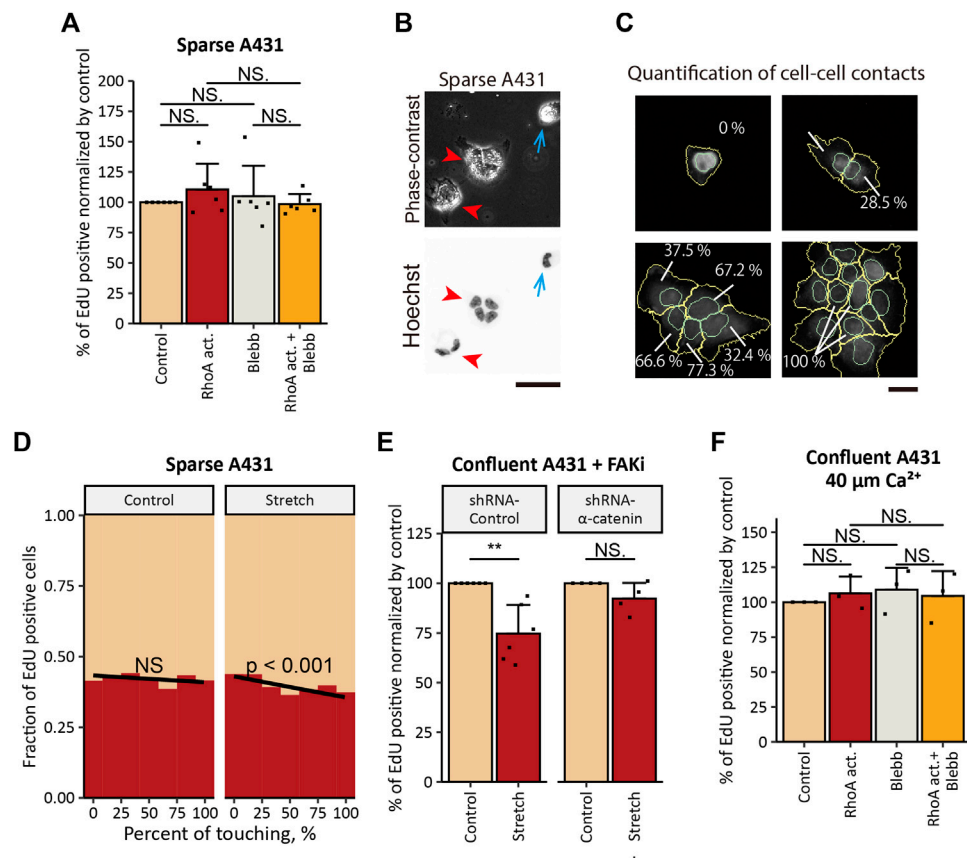 A
Sparse A431
% of EdU positive normalized by control
200
175
150
125
100
75
50
25
0
NS.
NS.
NS.
NS.
Control
RhoA act.
Blebb
RhoA act. +
Blebb
B
Sparse A431
Phase-contrast
Hoechst
C
Quantification of cell-cell contacts
0 %
28.5 %
37.5 %
67.2 %
66.6 %
77.3 %
32.4 %
100 %
D
Sparse A431
Control
Stretch
Fraction of EdU positive cells
1.00
0.75
0.50
0.25
0.00
NS
p < 0.001
0 25 50 75 100
0 25 50 75 100
Percent of touching, %
E
Confluent A431 + FAKi
shRNA-
Control
shRNA-
α-catenin
% of EdU positive normalized by control
125
100
75
50
25
0
**
NS.
Control
Stretch
Control
Stretch
F
Confluent A431
40 μm Ca²⁺
% of EdU positive normalized by control
150
125
100
75
50
25
0
NS.
NS.
NS.
NS.
Control
RhoA act.
Blebb
RhoA act.+
Blebb